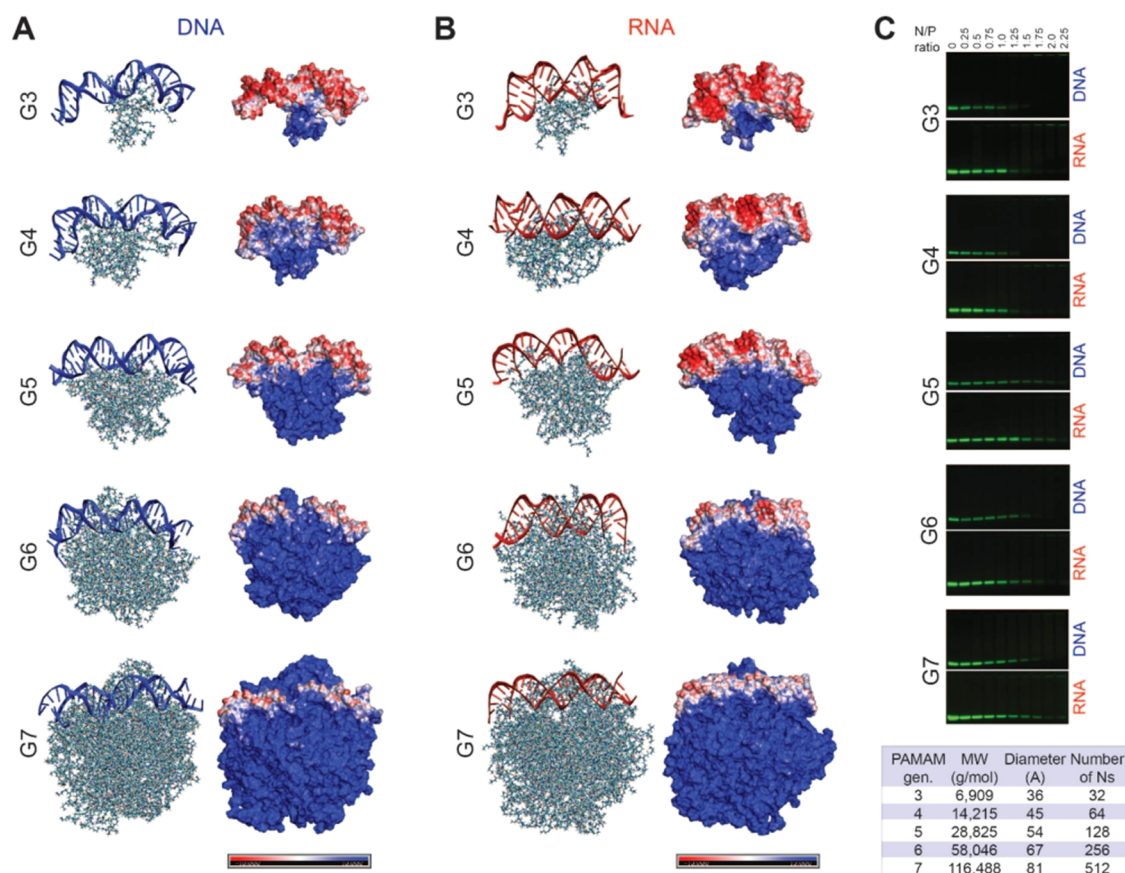 A
DNA
B
RNA
C
N/P
ratio
0
0.25
0.5
0.75
1.0
1.25
1.5
1.75
2.0
2.25
G3
G3
G3
DNA
RNA
G4
G4
G4
DNA
RNA
G5
G5
G5
DNA
RNA
G6
G6
G6
DNA
RNA
G7
G7
G7
DNA
RNA
PAMAM MW Diameter Number
gen. (g/mol) (A) of Ns
3 6,909 36 32
4 14,215 45 64
5 28,825 54 128
6 58,046 67 256
7 116,488 81 512